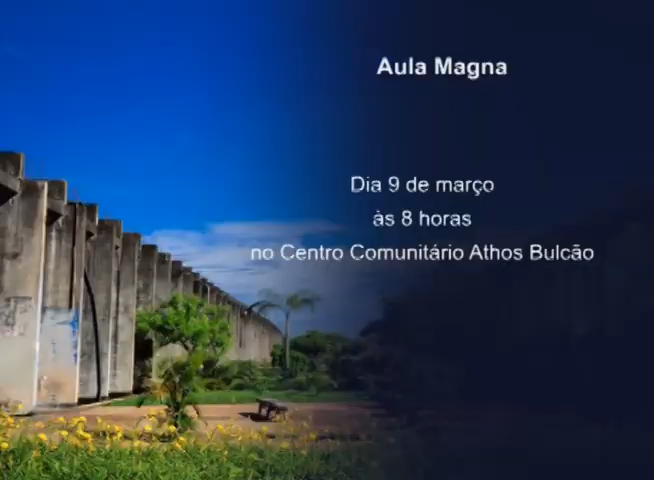 Aula Magna
Dia 9 de março
às 8 horas
no Centro Comunitário Athos Bulcão